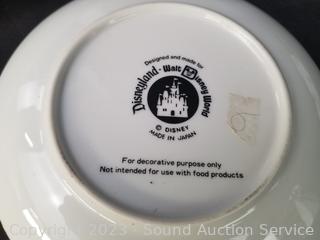 Designed and made for
Disneyland - Walt Disney World
© DISNEY
MADE IN JAPAN
For decorative purpose only
Not intended for use with food products
Copyright © 2023 - Sound Auction Service